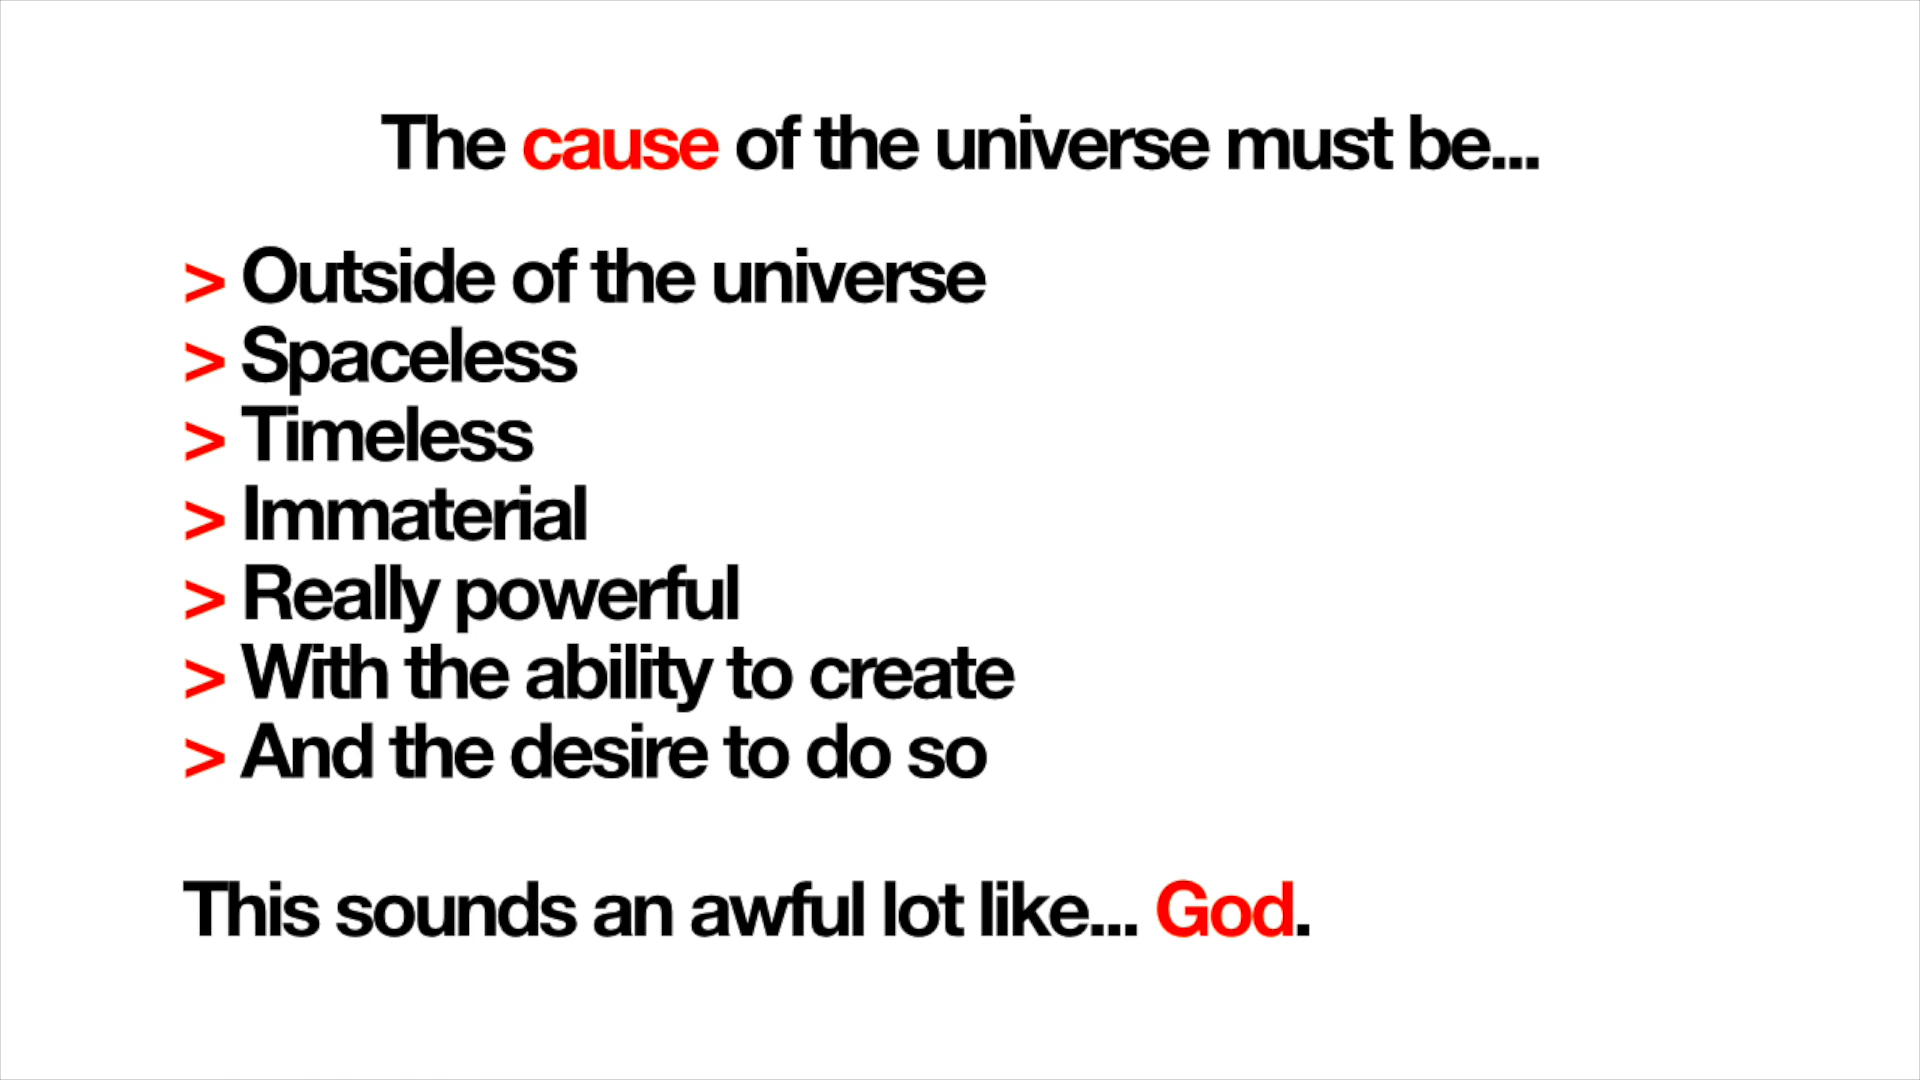 The cause of the universe must be...
> Outside of the universe
> Spaceless
> Timeless
> Immaterial
> Really powerful
> With the ability to create
> And the desire to do so
This sounds an awful lot like... God.